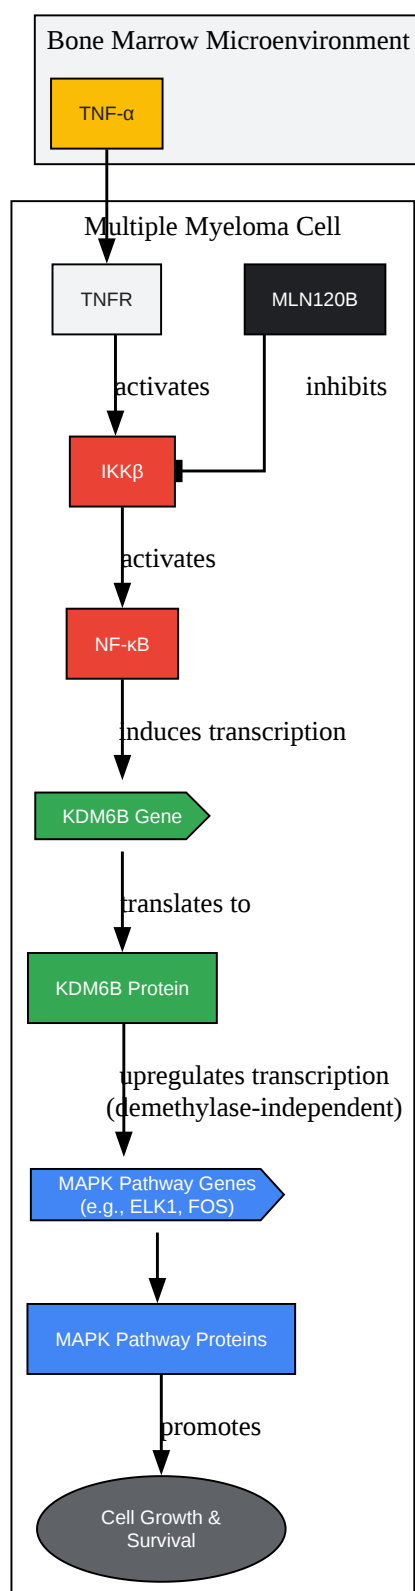 Bone Marrow Microenvironment
TNF-α
Multiple Myeloma Cell
TNFR
MLN120B
activates
inhibits
IKKβ
activates
NF-κB
induces transcription
KDM6B Gene
translates to
KDM6B Protein
upregulates transcription
(demethylase-independent)
MAPK Pathway Genes
(e.g., ELK1, FOS)
MAPK Pathway Proteins
promotes
Cell Growth &
Survival